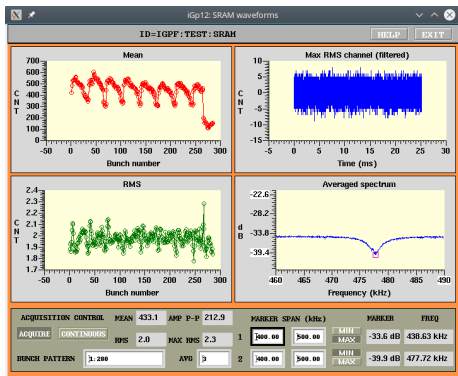 iGp12: SRAM waveforms
ID=IGPF:TEST:SRAM
HELP EXIT
Mean
CNT
700
600
500
400
300
200
100
0
-50 0 50 100 150 200 250 300
Bunch number
Max RMS channel (filtered)
CNT
10
5
0
-5
-10
-15
-5 0 5 10 15 20 25 30
Time (ms)
RMS
CNT
2.4
2.3
2.2
2.1
2
1.9
1.8
1.7
-50 0 50 100 150 200 250 300
Bunch number
Averaged spectrum
dB
-22.6
-28.2
-33.8
-39.4
460 465 470 475 480 485 490
Frequency (kHz)
ACQUISITION CONTROL MEAN 433.1 AMP P-P 212.9
ACQUIRE CONTINUOUS RMS 2.0 MAX RMS 2.3
BUNCH PATTERN 1:280 AVG 3
MARKER SPAN (kHz) MARKER FREQ
1 400.00 500.00 MIN MAX -33.6 dB 438.63 kHz
2 400.00 500.00 MIN MAX -39.9 dB 477.72 kHz